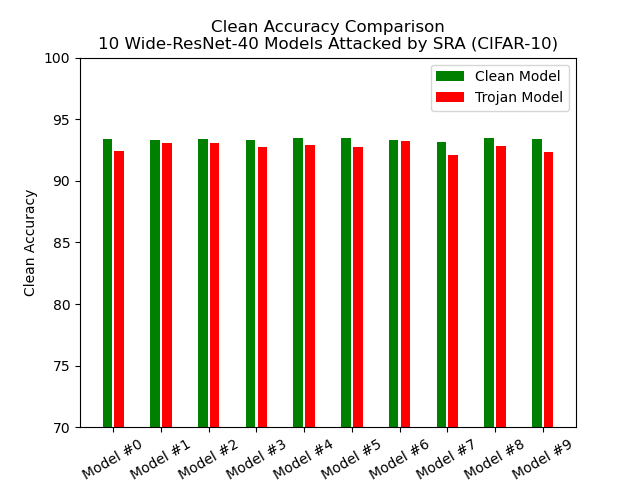 Clean Accuracy Comparison
10 Wide-ResNet-40 Models Attacked by SRA (CIFAR-10)
Clean Model
Trojan Model
Clean Accuracy
100
95
90
85
80
75
70
Model #0
Model #1
Model #2
Model #3
Model #4
Model #5
Model #6
Model #7
Model #8
Model #9